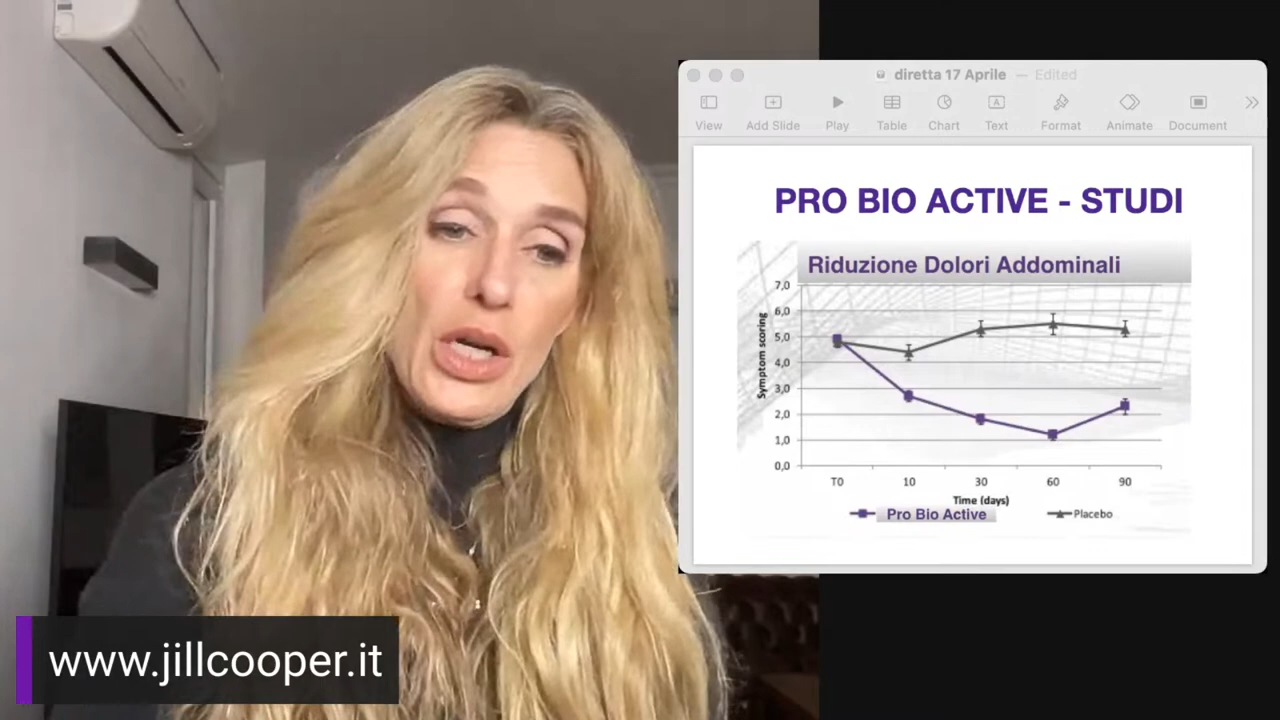 diretta 17 Aprile — Edited
View Add Slide Play Table Chart Text Format Animate Document
PRO BIO ACTIVE - STUDI
Riduzione Dolori Addominali
Symptom scoring
7,0
6,0
5,0
4,0
3,0
2,0
1,0
0,0
T0 10 30 60 90
Time (days)
Pro Bio Active Placebo
www.jillcooper.it